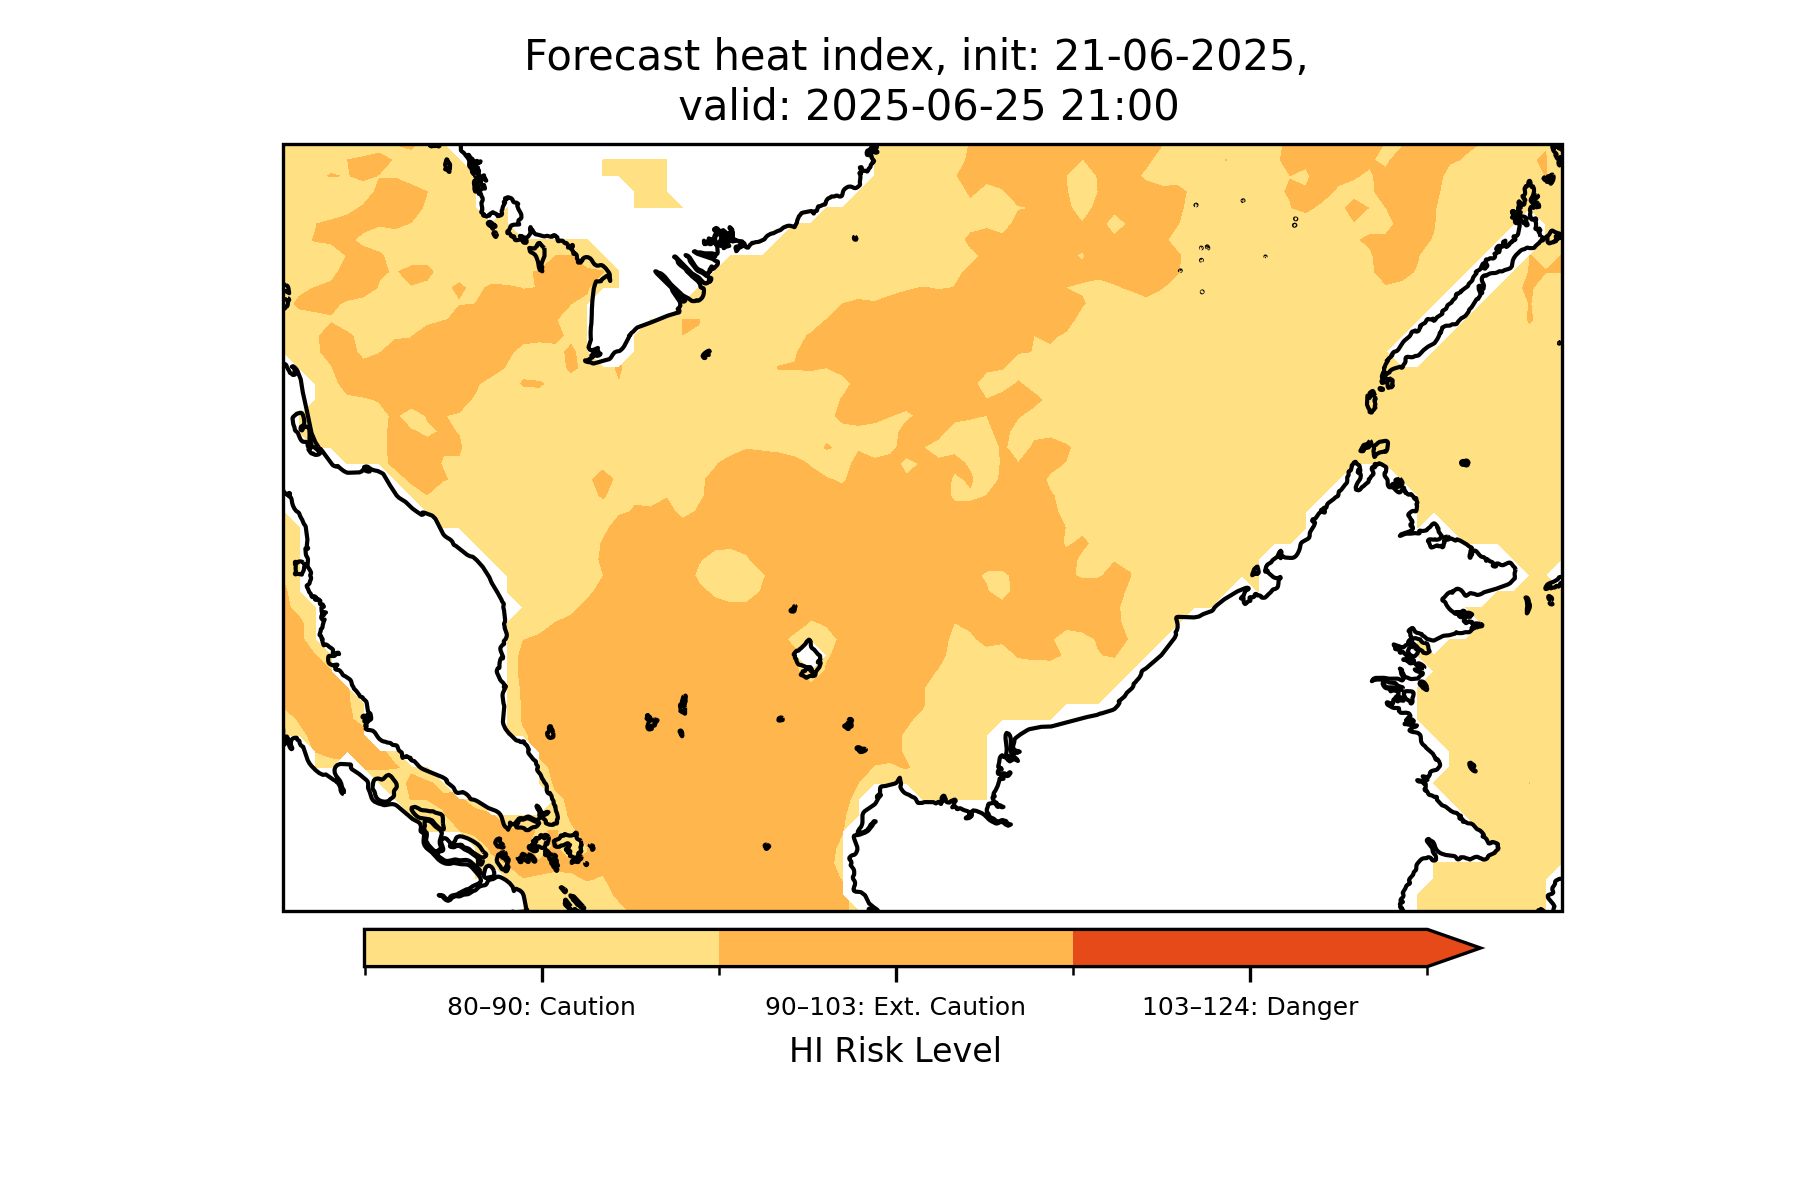 Forecast heat index, init: 21-06-2025,
valid: 2025-06-25 21:00
80–90: Caution
90–103: Ext. Caution
103–124: Danger
HI Risk Level